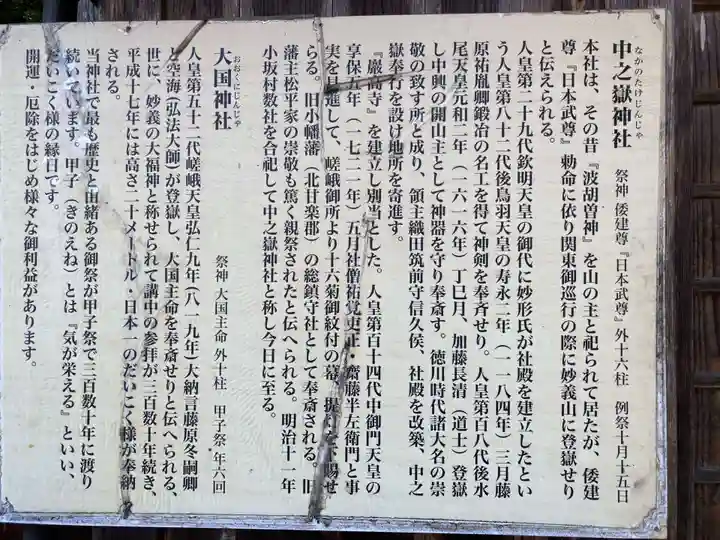 なかのたけじんじゃ
中之嶽神社　祭神 倭建尊『日本武尊』外十六柱　例祭十月十五日
本社は、その昔『波胡曽神』を山の主と祀られて居たが、倭建
尊『日本武尊』勅命に依り関東御巡行の際に妙義山に登嶽せり
と伝えられる。
人皇第二十九代欽明天皇の御代に妙形氏が社殿を建立したとい
う人皇第八十二代後鳥羽天皇の寿永二年（一一八四年）三月藤
原祐胤卿鍛冶の名工を得て神剣を奉斉せり。人皇第百八代後水
尾天皇元和二年（一六一六年）丁巳月、加藤長清（道士）登嶽
し中興の開山主として神器を守り奉斎す。徳川時代諸大名の崇
敬の致す所と成り、領主織田筑前守信久侯、社殿を改築、中之
嶽奉行を設け地所を寄進す。
『巌高寺』を建立し別当とした。人皇第百十四代中御門天皇の
享保五年（一七二一年）五月社僧祐覚 正・齋藤半左衛門と事
実を具進して、嵯峨御所より十六菊御紋付の幕、提灯を下賜せ
らる。旧小幡藩（北甘楽郡）の総鎮守社として奉斎される。旧
藩主松平家の崇敬も篤く親祭されたと伝へられる。明治十一年
小坂村数社を合祀して中之嶽神社と称し今日に至る。
おおくにじんじゃ
大国神社　祭神 大国主命 外十柱　甲子祭 年六回
人皇第五十二代嵯峨天皇弘仁九年（八一九年）大納言藤原冬嗣卿
と空海（弘法大師）が登嶽し、大国主命を奉斎せりと伝へられる、
世に、妙義の大福神と称せられて講中の参拝が三百数十年続き、
平成十七年には高さ二十メートル・日本一のだいこく様が奉納
される。
当神社で最も歴史と由緒ある御祭が甲子祭で三百数十年に渡り
続いています。甲子（きのえね）とは『気が栄える』といい、
だいこく様の縁日です。
開運・厄除をはじめ様々な御利益があります。